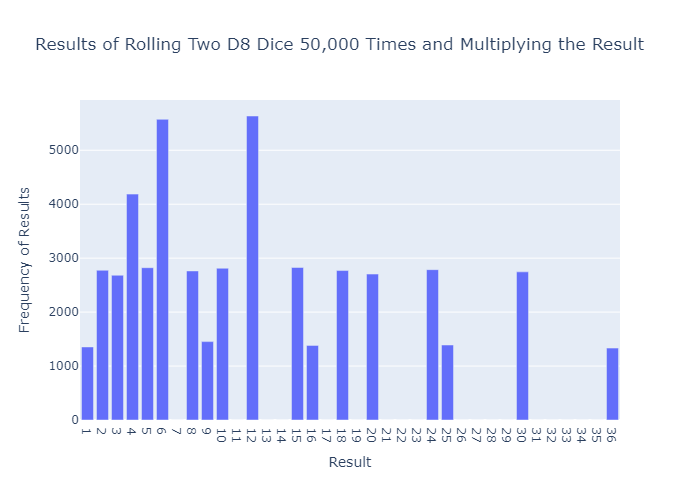 Results of Rolling Two D8 Dice 50,000 Times and Multiplying the Result
5000
4000
3000
2000
1000
0
Frequency of Results
1 2 3 4 5 6 7 8 9 10 11 12 13 14 15 16 17 18 19 20 21 22 23 24 25 26 27 28 29 30 31 32 33 34 35 36
Result